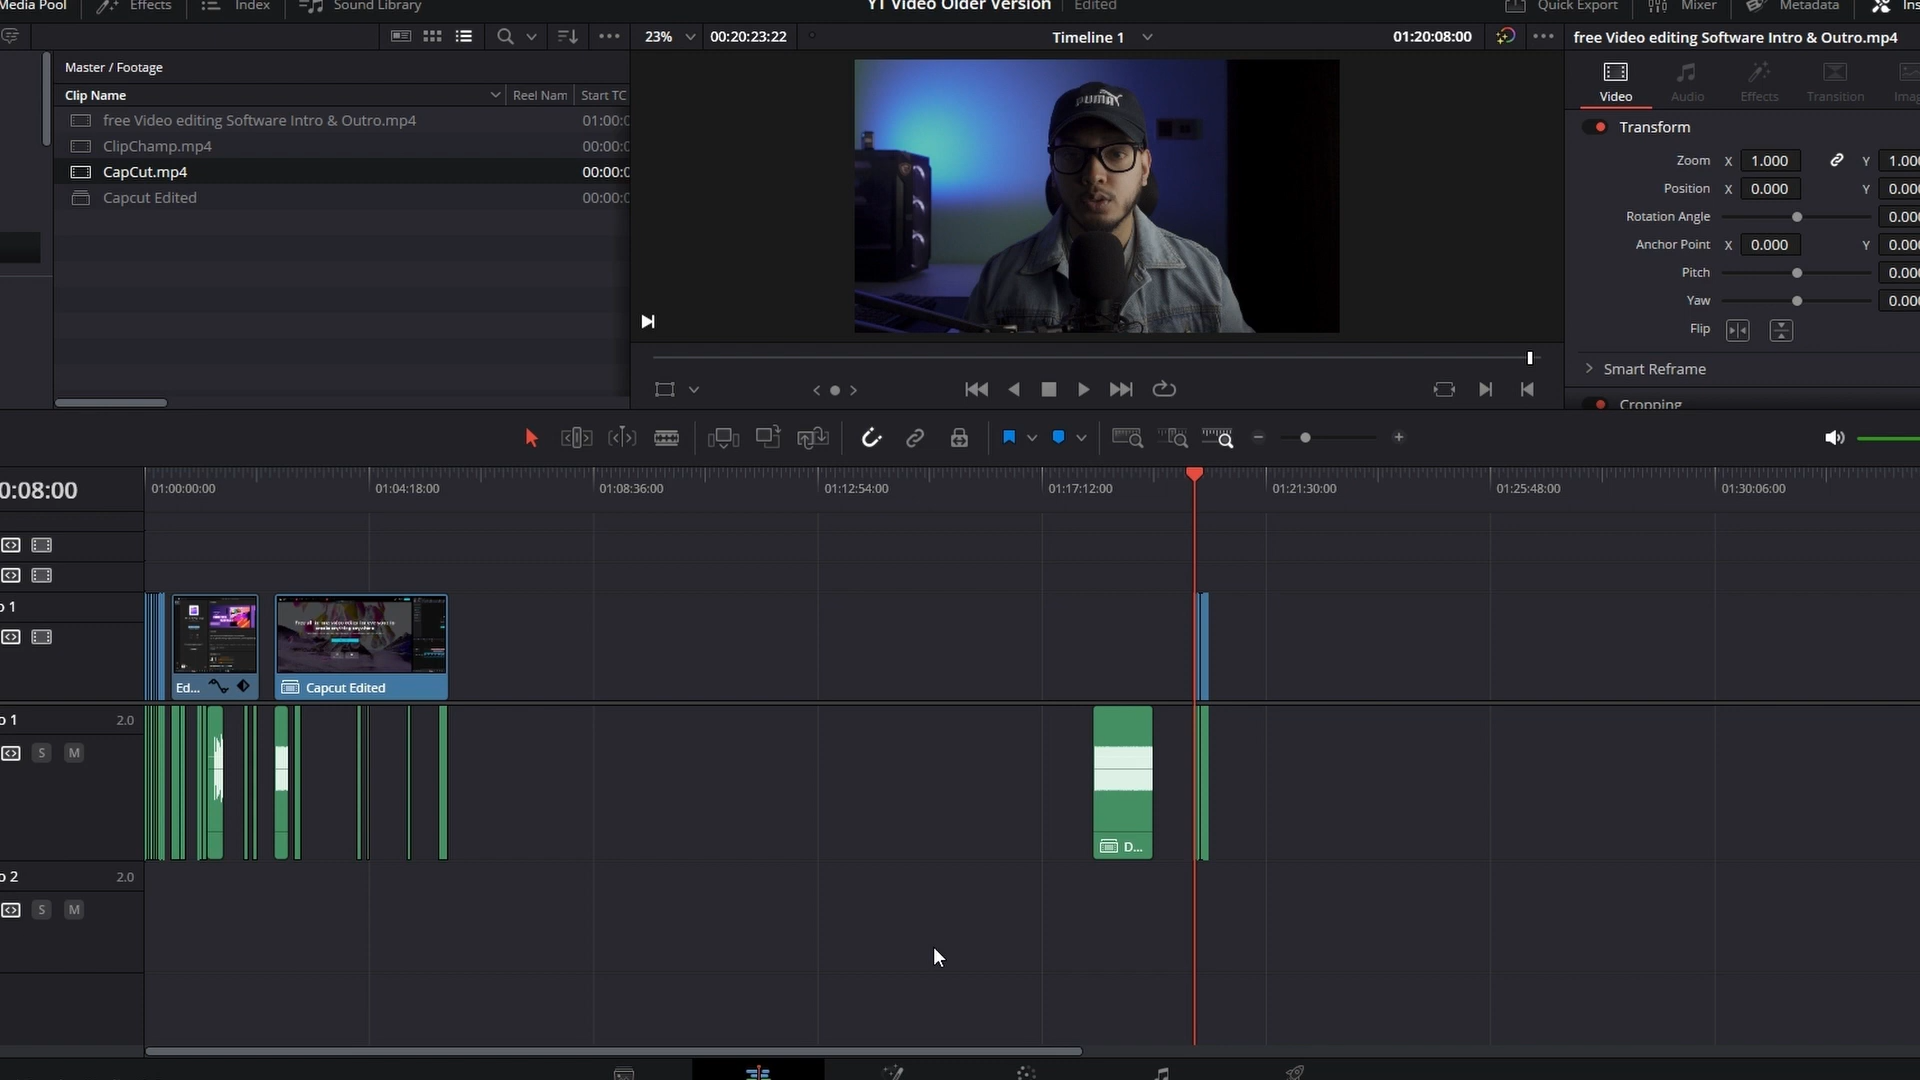 Media Pool Effects Index Sound Library YT Video Older Version Edited Quick Export Mixer Metadata Ins
23% 00:20:23:22 Timeline 1 01:20:08:00 free Video editing Software Intro & Outro.mp4
Master / Footage
Clip Name Reel Nam Start TC
free Video editing Software Intro & Outro.mp4 01:00:0
ClipChamp.mp4 00:00:0
CapCut.mp4 00:00:0
Capcut Edited 00:00:0
PUMA
Video Audio Effects Transition Imag
Transform
Zoom X 1.000 Y 1.00
Position X 0.000 Y 0.00
Rotation Angle 0.00
Anchor Point X 0.000 Y 0.00
Pitch 0.00
Yaw 0.00
Flip
Smart Reframe
Cropping
0:08:00
01:00:00:00 01:04:18:00 01:08:36:00 01:12:54:00 01:17:12:00 01:21:30:00 01:25:48:00 01:30:06:00
o 1
Ed... Capcut Edited
o 1 2.0
S M
D...
o 2 2.0
S M